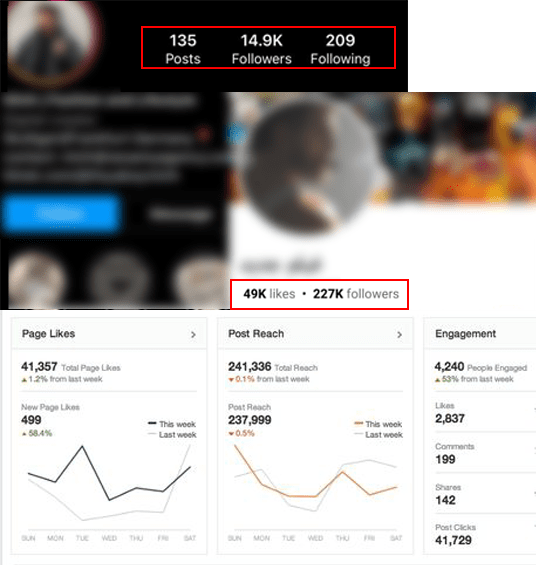 135 14.9K 209
Posts Followers Following
49K likes • 227K followers
Page Likes >
41,357 Total Page Likes
▲1.2% from last week
New Page Likes
499
▲58.4%
This week
Last week
SUN MON TUE WED THU FRI SAT
Post Reach >
241,336 Total Reach
▼0.1% from last week
Post Reach
237,999
▼0.5%
This week
Last week
SUN MON TUE WED THU FRI SAT
Engagement
4,240 People Engaged
▲53% from last week
Likes
2,837
Comments
199
Shares
142
Post Clicks
41,729